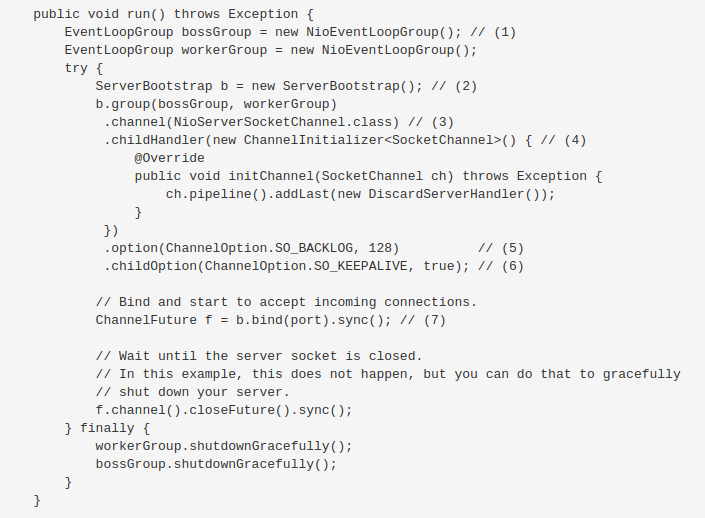 public void run() throws Exception {
    EventLoopGroup bossGroup = new NioEventLoopGroup(); // (1)
    EventLoopGroup workerGroup = new NioEventLoopGroup();
    try {
        ServerBootstrap b = new ServerBootstrap(); // (2)
        b.group(bossGroup, workerGroup)
         .channel(NioServerSocketChannel.class) // (3)
         .childHandler(new ChannelInitializer<SocketChannel>() { // (4)
             @Override
             public void initChannel(SocketChannel ch) throws Exception {
                 ch.pipeline().addLast(new DiscardServerHandler());
             }
         })
         .option(ChannelOption.SO_BACKLOG, 128)          // (5)
         .childOption(ChannelOption.SO_KEEPALIVE, true); // (6)

        // Bind and start to accept incoming connections.
        ChannelFuture f = b.bind(port).sync(); // (7)

        // Wait until the server socket is closed.
        // In this example, this does not happen, but you can do that to gracefully
        // shut down your server.
        f.channel().closeFuture().sync();
    } finally {
        workerGroup.shutdownGracefully();
        bossGroup.shutdownGracefully();
    }
}